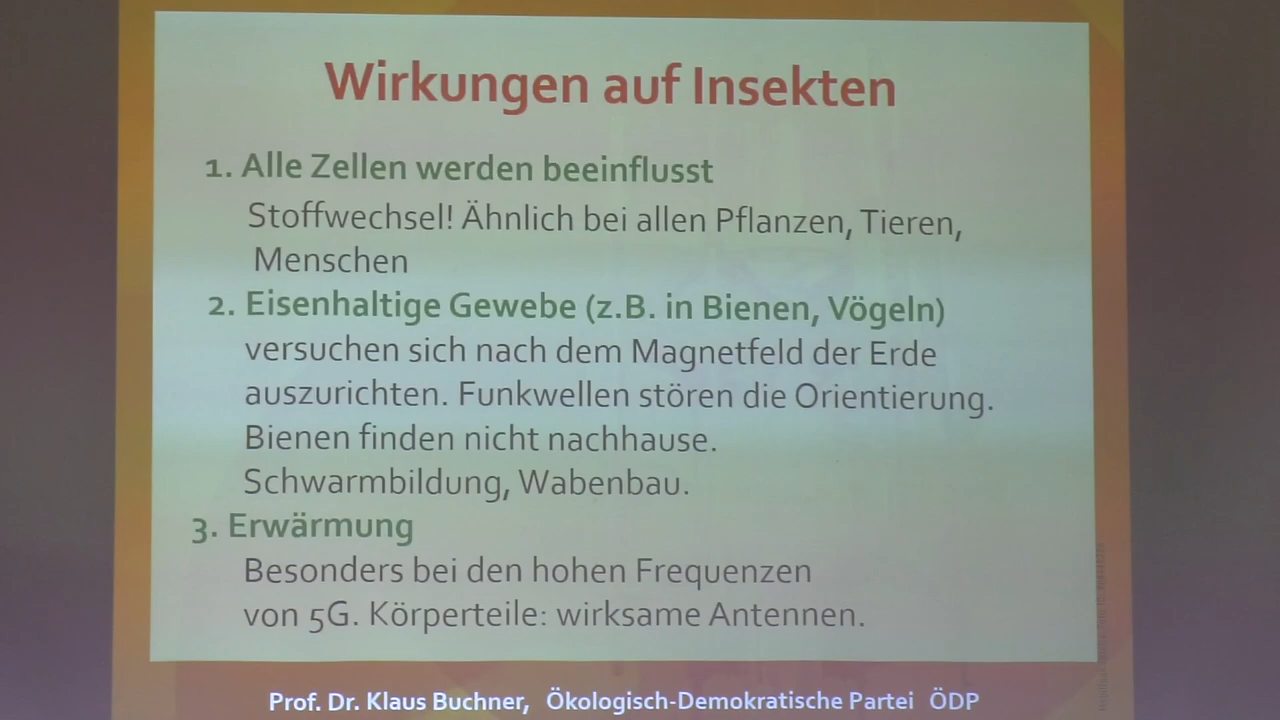 Wirkungen auf Insekten
1. Alle Zellen werden beeinflusst
Stoffwechsel! Ähnlich bei allen Pflanzen, Tieren,
Menschen
2. Eisenhaltige Gewebe (z.B. in Bienen, Vögeln)
versuchen sich nach dem Magnetfeld der Erde
auszurichten. Funkwellen stören die Orientierung.
Bienen finden nicht nachhause.
Schwarmbildung, Wabenbau.
3. Erwärmung
Besonders bei den hohen Frequenzen
von 5G. Körperteile: wirksame Antennen.
Prof. Dr. Klaus Buchner, Ökologisch-Demokratische Partei ÖDP